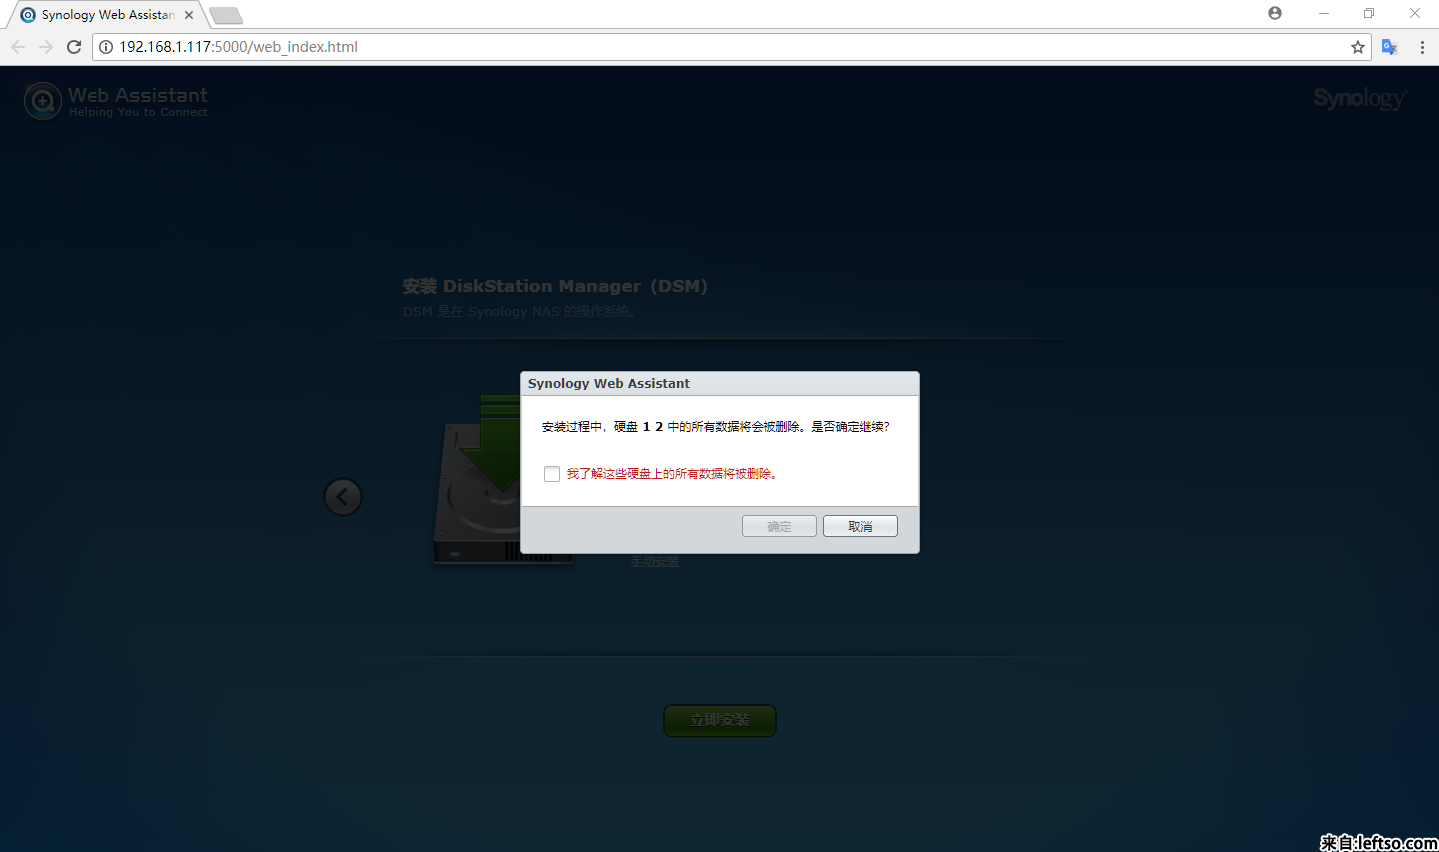 Synology Web Assistan
192.168.1.117:5000/web_index.html
Web Assistant
Helping You to Connect
Synology
安装 DiskStation Manager (DSM)
DSM 是在 Synology NAS 的操作系统。
Synology Web Assistant
安装过程中，硬盘 1 2 中的所有数据将会被删除。是否确定继续?
我了解这些硬盘上的所有数据将被删除。
确定 取消
手动安装
立即安装
来自:leftso.com